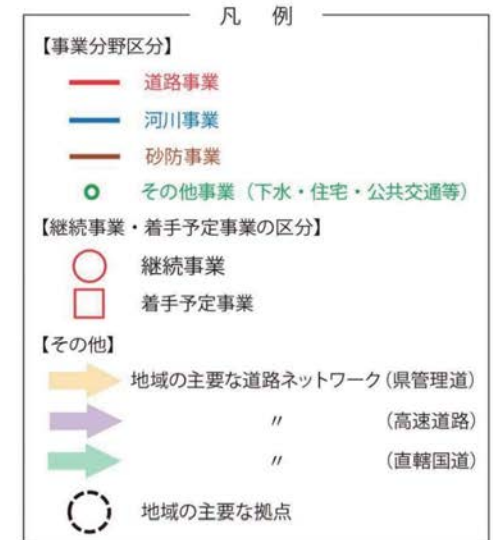 凡 例
【事業分野区分】
道路事業
河川事業
砂防事業
その他事業（下水・住宅・公共交通等）
【継続事業・着手予定事業の区分】
継続事業
着手予定事業
【その他】
地域の主要な道路ネットワーク（県管理道）
〃 （高速道路）
〃 （直轄国道）
地域の主要な拠点